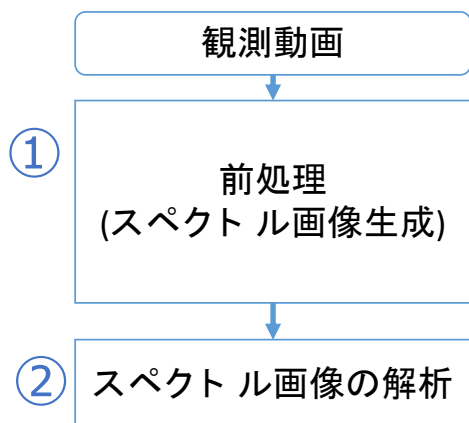 観測動画
①
前処理
(スペクトル画像生成)
②
スペクトル画像の解析